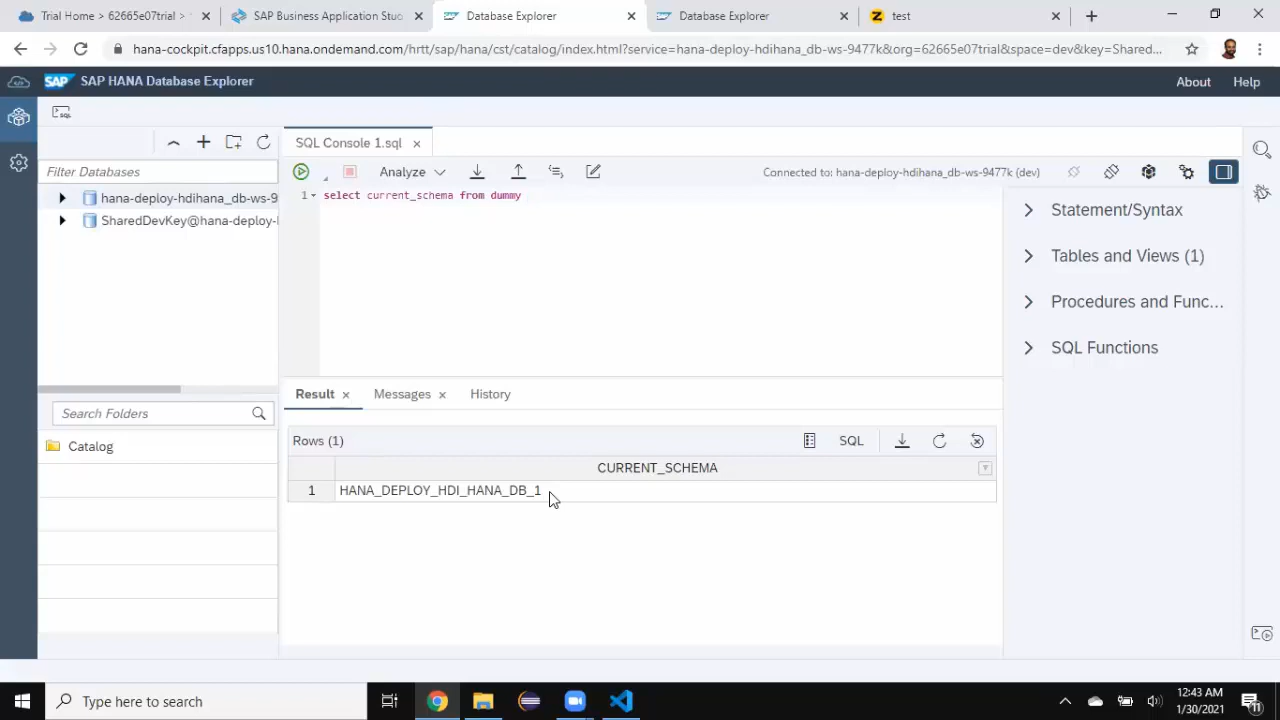 Trial Home > 62665e07trial >
SAP Business Application Stud
Database Explorer
Database Explorer
test
hana-cockpit.cfapps.us10.hana.ondemand.com/hrtt/sap/hana/cst/catalog/index.html?service=hana-deploy-hdihana_db-ws-9477k&org=62665e07trial&space=dev&key=Shared...
SAP
SAP HANA Database Explorer
About
Help
SQL Console 1.sql
Filter Databases
Analyze
Connected to: hana-deploy-hdihana_db-ws-9477k (dev)
hana-deploy-hdihana_db-ws-9
SharedDevKey@hana-deploy-
1 select current_schema from dummy
Statement/Syntax
Tables and Views (1)
Procedures and Func...
SQL Functions
Search Folders
Catalog
Result
Messages
History
Rows (1)
SQL
CURRENT_SCHEMA
1 HANA_DEPLOY_HDI_HANA_DB_1
Type here to search
12:43 AM
1/30/2021